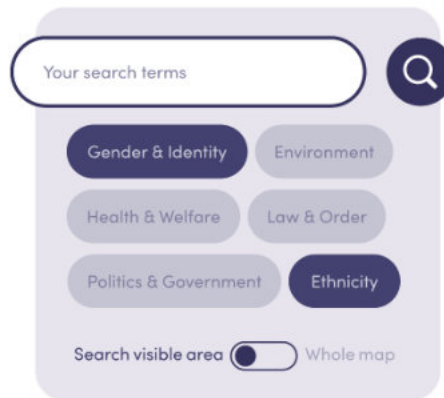 Your search terms
Gender & Identity Environment
Health & Welfare Law & Order
Politics & Government Ethnicity
Search visible area Whole map